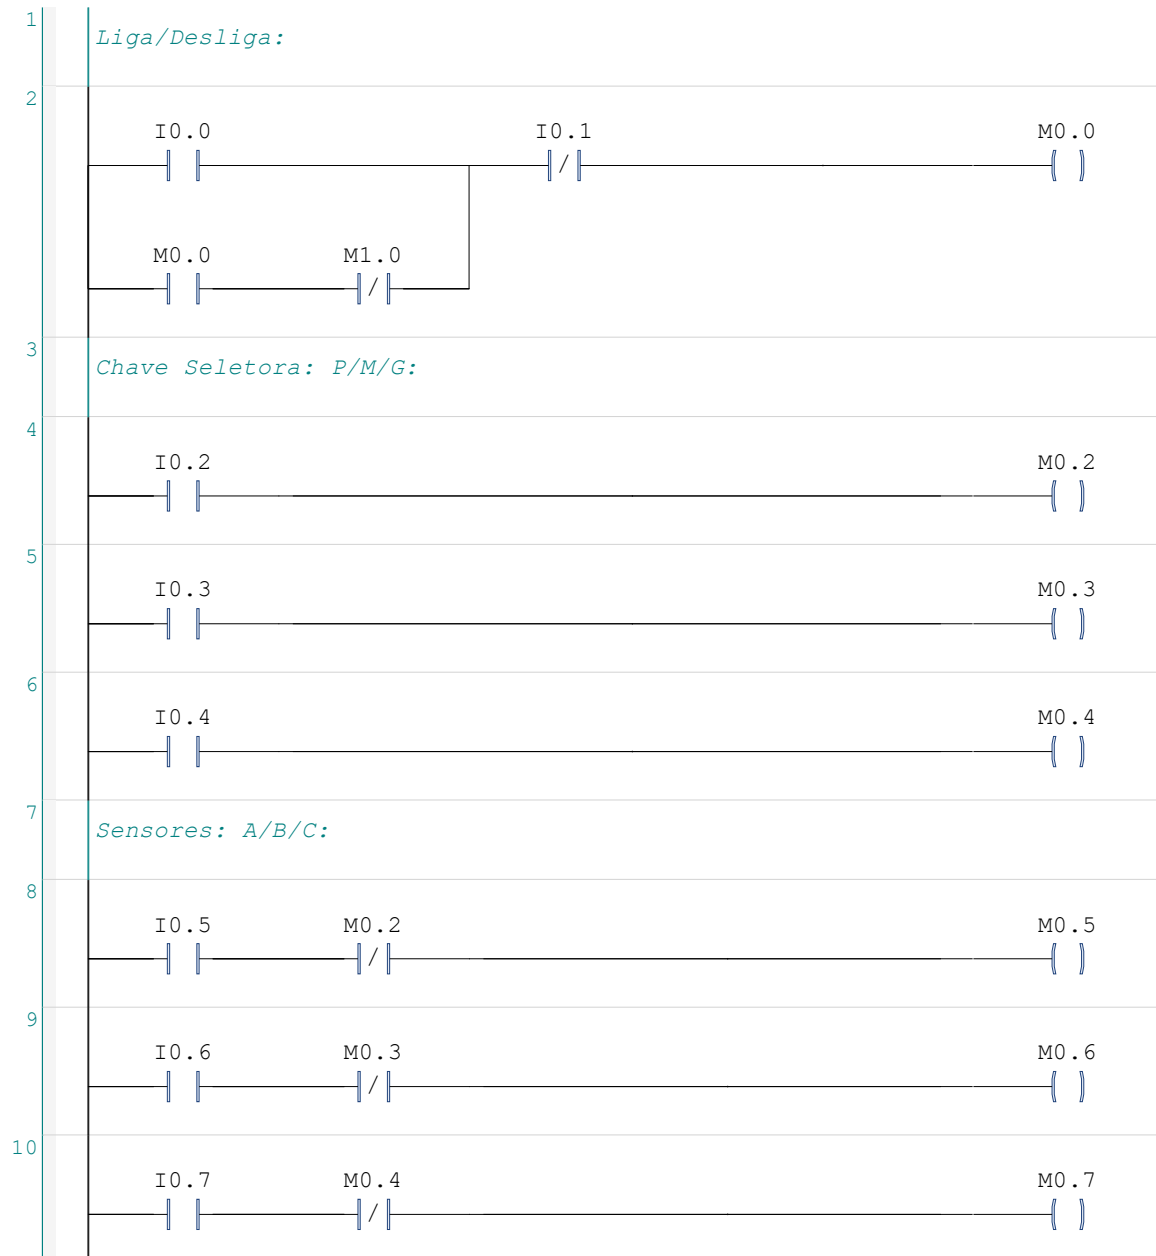 1
Liga/Desliga:
2
I0.0 I0.1 M0.0
M0.0 M1.0
3
Chave Seletora: P/M/G:
4
I0.2 M0.2
5
I0.3 M0.3
6
I0.4 M0.4
7
Sensores: A/B/C:
8
I0.5 M0.2 M0.5
9
I0.6 M0.3 M0.6
10
I0.7 M0.4 M0.7